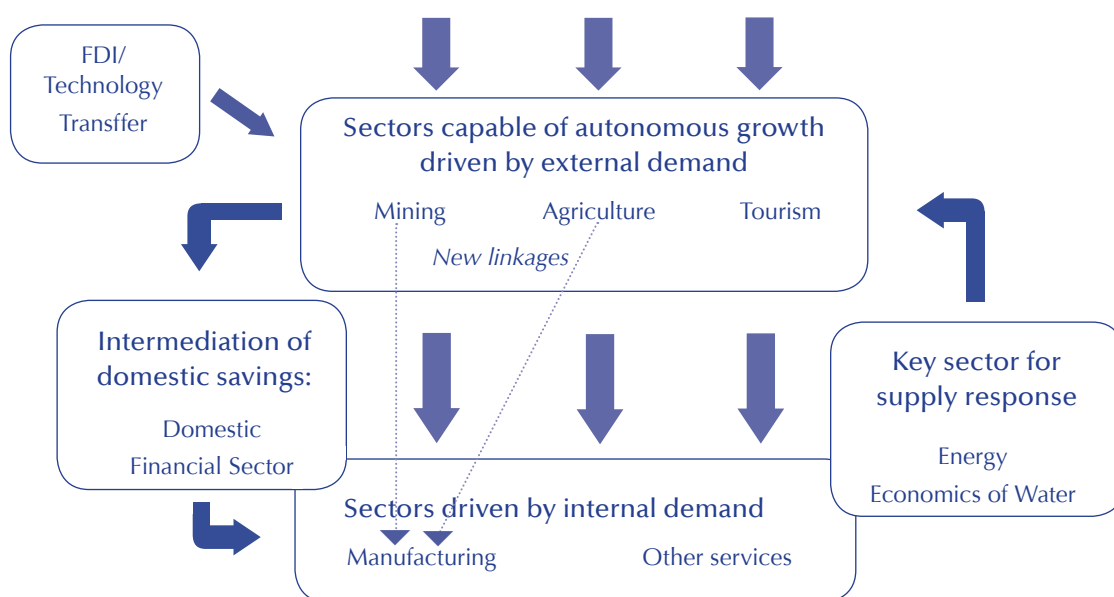 FDI/
Technology
Transffer
Sectors capable of autonomous growth
driven by external demand
Mining Agriculture Tourism
New linkages
Intermediation of
domestic savings:
Domestic
Financial Sector
Key sector for
supply response
Energy
Economics of Water
Sectors driven by internal demand
Manufacturing Other services